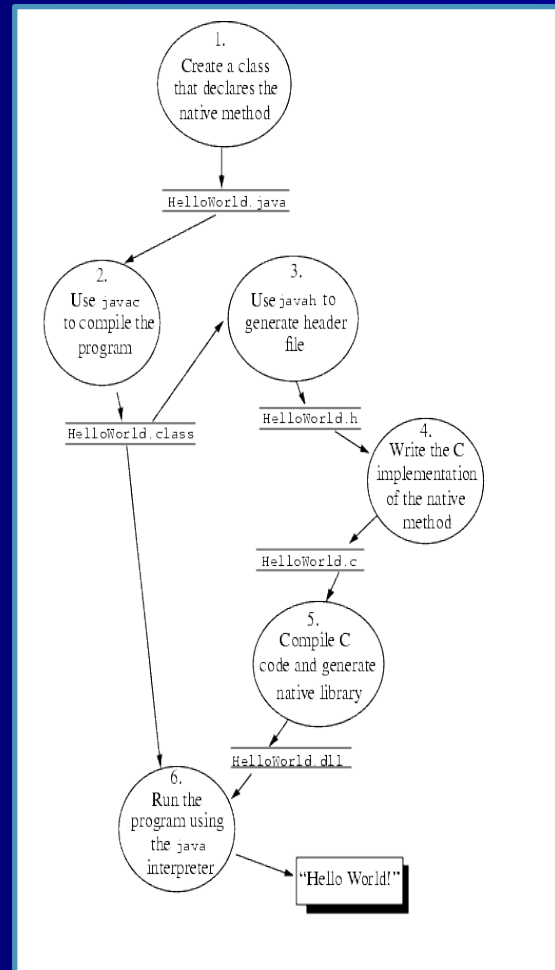 1.
Create a class
that declares the
native method
HelloWorld.java
2.
Use javac
to compile the
program
3.
Use javah to
generate header
file
HelloWorld.class
HelloWorld.h
4.
Write the C
implementation
of the native
method
HelloWorld.c
5.
Compile C
code and generate
native library
HelloWorld.dll
6.
Run the
program using
the java
interpreter
“Hello World!”